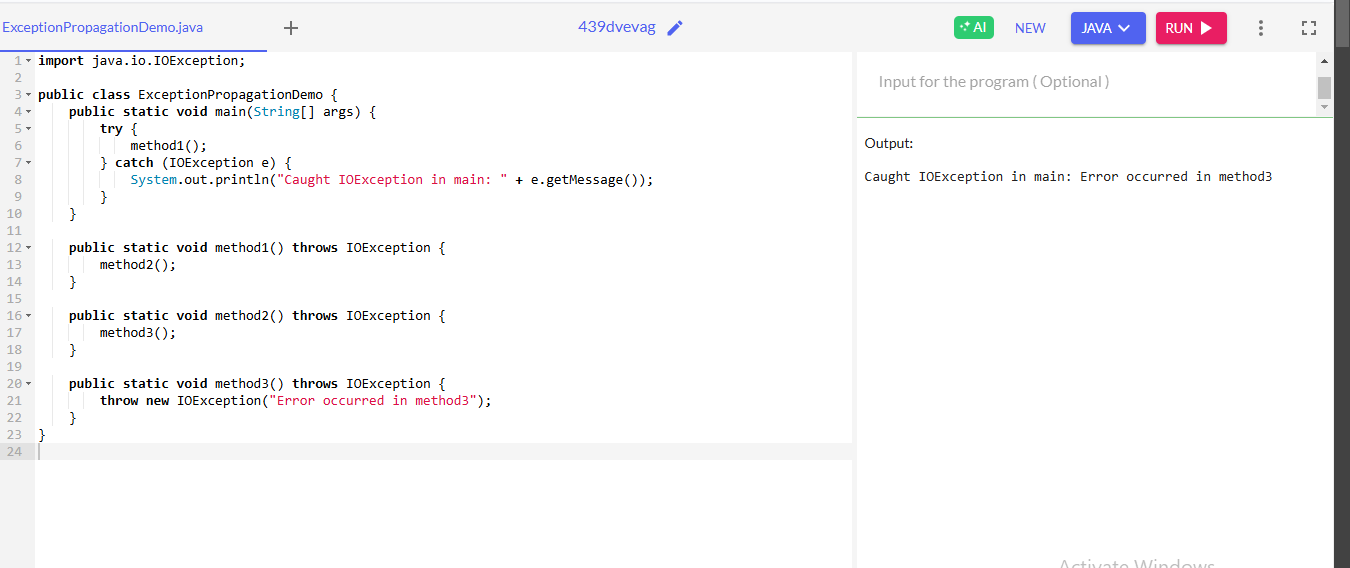 ExceptionPropagationDemo.java
439dvevag
AI
NEW
JAVA
RUN
1 import java.io.IOException;
2
3 public class ExceptionPropagationDemo {
4     public static void main(String[] args) {
5         try {
6             method1();
7         } catch (IOException e) {
8             System.out.println("Caught IOException in main: " + e.getMessage());
9         }
10     }
11
12     public static void method1() throws IOException {
13         method2();
14     }
15
16     public static void method2() throws IOException {
17         method3();
18     }
19
20     public static void method3() throws IOException {
21         throw new IOException("Error occurred in method3");
22     }
23 }
24
Input for the program ( Optional )
Output:
Caught IOException in main: Error occurred in method3
Activate Windows